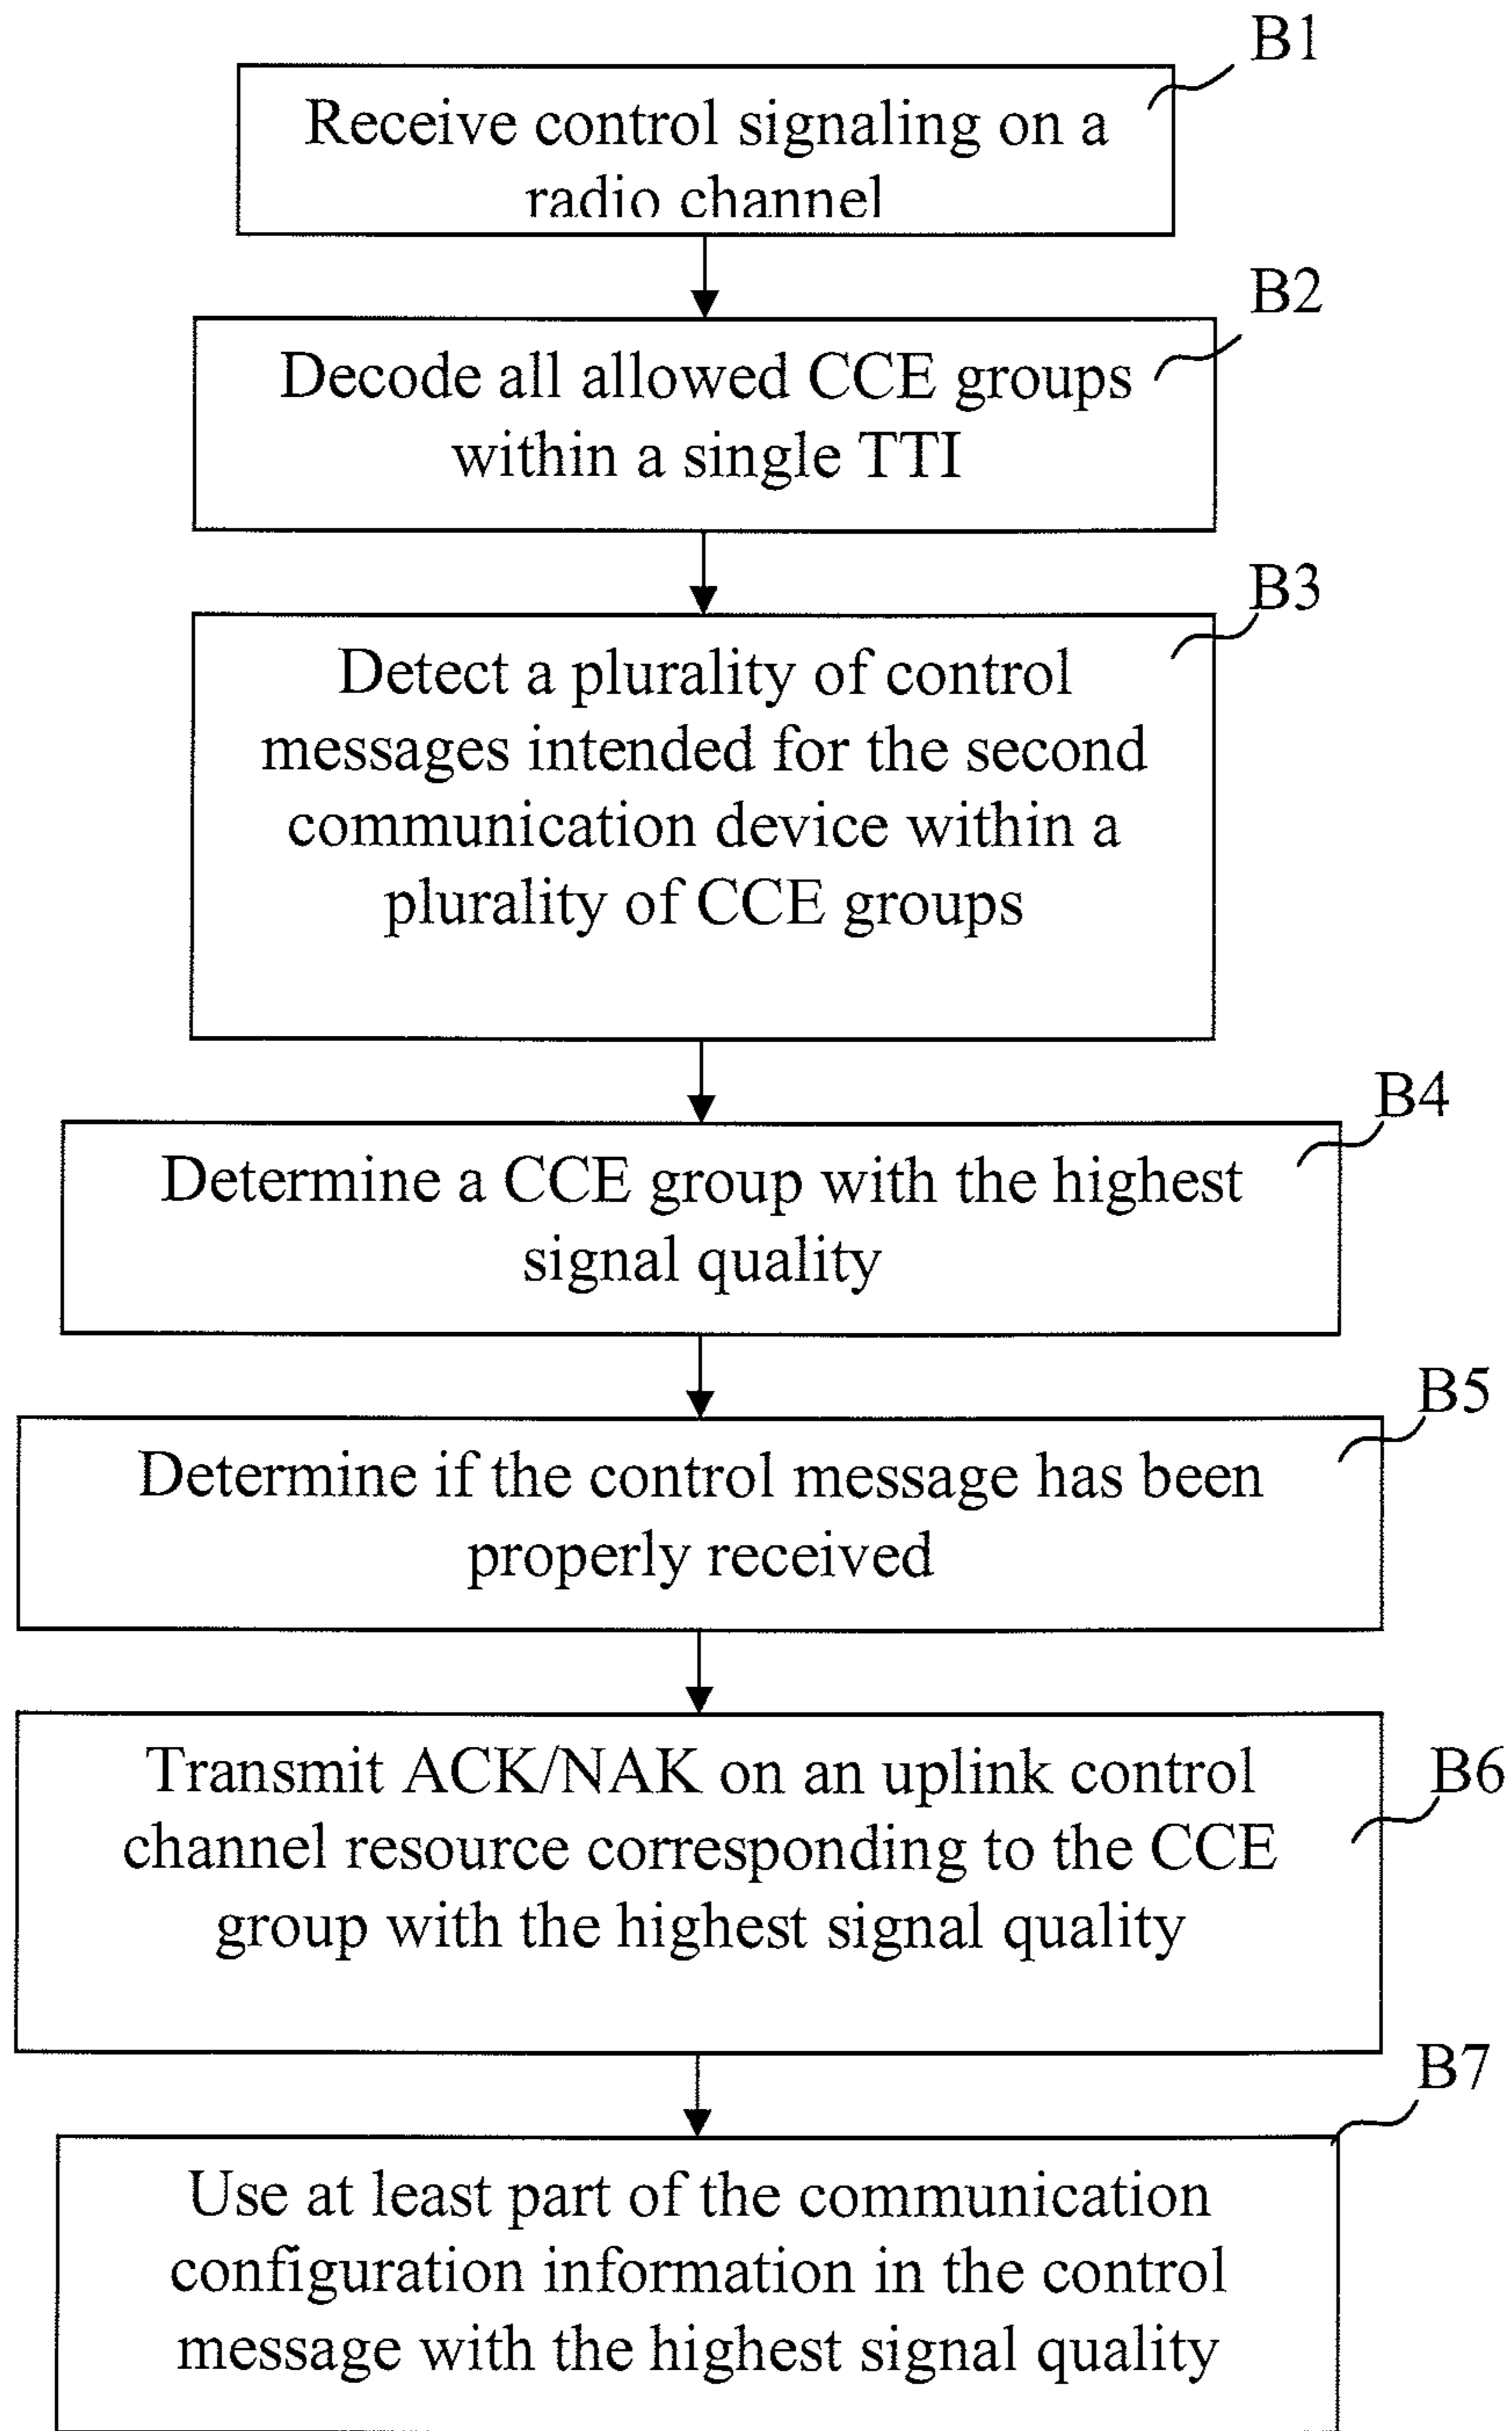 B1
Receive control signaling on a
radio channel
B2
Decode all allowed CCE groups
within a single TTI
B3
Detect a plurality of control
messages intended for the second
communication device within a
plurality of CCE groups
B4
Determine a CCE group with the highest
signal quality
B5
Determine if the control message has been
properly received
B6
Transmit ACK/NAK on an uplink control
channel resource corresponding to the CCE
group with the highest signal quality
B7
Use at least part of the communication
configuration information in the control
message with the highest signal quality